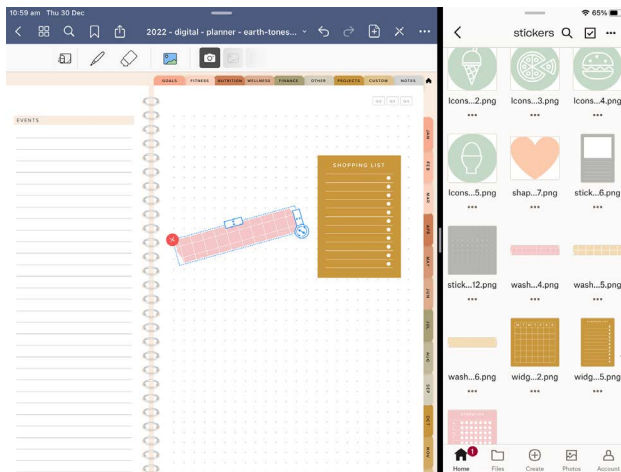 10:59 am Thu 30 Dec
2022 - digital - planner - earth-tones...
GOALS FITNESS NUTRITION WELLNESS FINANCE OTHER PROJECTS CUSTOM NOTES
EVENTS
SHOPPING LIST
JAN
FEB
MAR
APR
MAY
JUN
JUL
AUG
SEP
OCT
NOV
65%
stickers
Icons...2.png Icons...3.png Icons...4.png
Icons...5.png shap...7.png stick...6.png
stick...12.png wash...4.png wash...5.png
wash...6.png widg...2.png widg...5.png
1
Home Files Create Photos Account